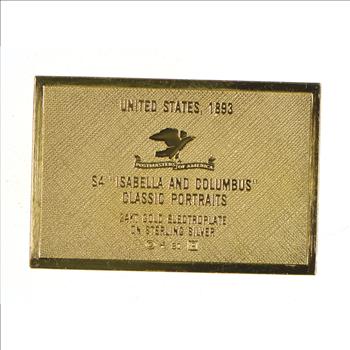 UNITED STATES, 1893
POSTMASTERS OF AMERICA
$4 "ISABELLA AND COLUMBUS"
CLASSIC PORTRAITS
24KT GOLD ELECTROPLATE
ON STERLING SILVER